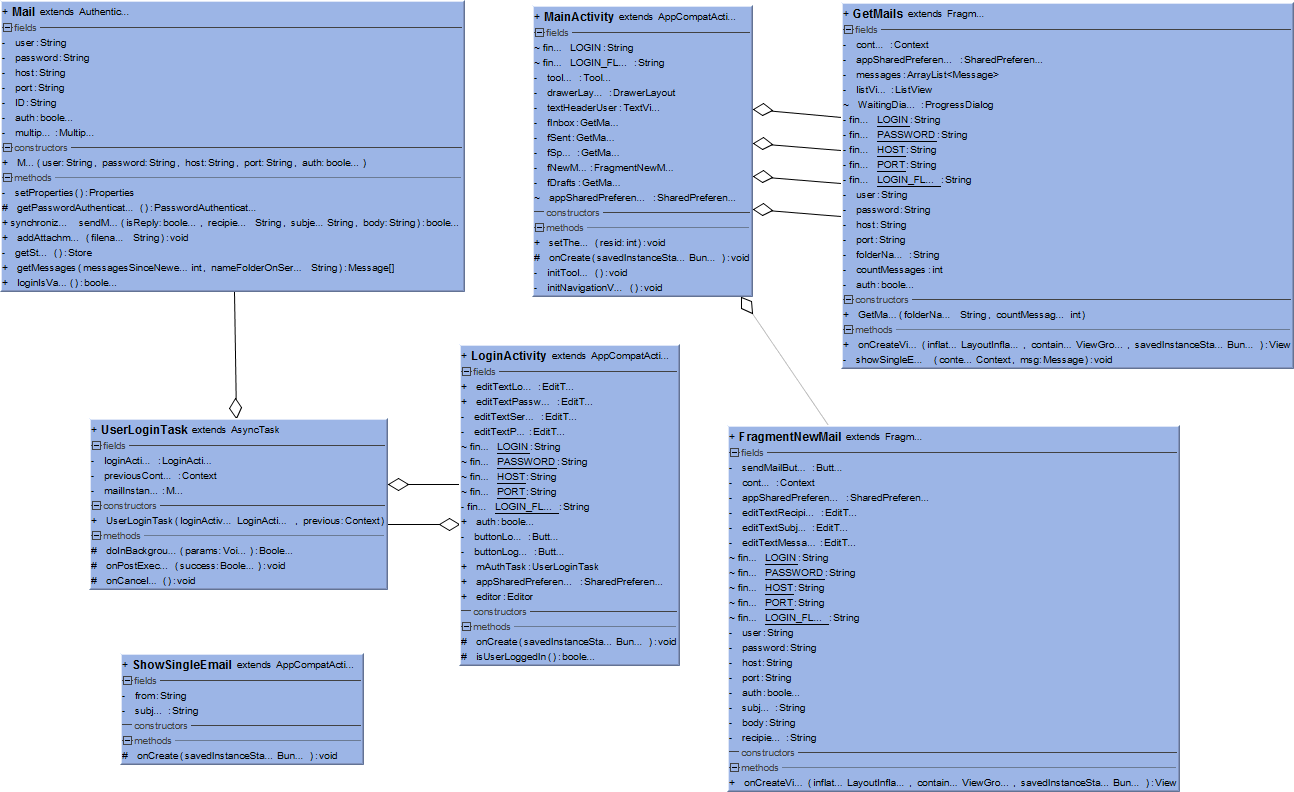 + Mail extends Authentic...
fields
- user : String
- password : String
- host : String
- port : String
- ID : String
- auth : boole...
- multip... : Multip...
constructors
+ M... ( user : String , password : String , host : String , port : String , auth : boole... )
methods
- setProperties ( ) : Properties
# getPasswordAuthenticat... ( ) : PasswordAuthenticat...
+ synchroniz... sendM... ( isReply : boole... , recipie... String , subje... String , body : String ) : boole...
+ addAttachm... ( filena... String ) : void
- getSt... ( ) : Store
+ getMessages ( messagesSinceNewe... int , nameFolderOnSer... String ) : Message[]
+ loginIsVa... ( ) : boole...
+ MainActivity extends AppCompatActi...
fields
~ fin... LOGIN : String
~ fin... LOGIN_FL... : String
- tool... : Tool...
- drawerLay... : DrawerLayout
- textHeaderUser : TextVi...
- fInbox : GetMa...
- fSent : GetMa...
- fSp... : GetMa...
- fNewM... : FragmentNewM...
- fDrafts : GetMa...
~ appSharedPreferen... : SharedPreferen...
constructors
methods
+ setThe... ( resid : int ) : void
# onCreate ( savedInstanceSta... Bun... ) : void
- initTool... ( ) : void
- initNavigationV... ( ) : void
+ GetMails extends Fragm...
fields
- cont... : Context
- appSharedPreferen... : SharedPreferen...
- messages : ArrayList<Message>
- listVi... : ListView
~ WaitingDia... : ProgressDialog
- fin... LOGIN : String
- fin... PASSWORD : String
- fin... HOST : String
- fin... PORT : String
- fin... LOGIN_FL... : String
- user : String
- password : String
- host : String
- port : String
- folderNa... : String
- countMessages : int
- auth : boole...
constructors
+ GetMa... ( folderNa... String , countMessag... int )
methods
+ onCreateVi... ( inflat... LayoutInfla... , contain... ViewGro... , savedInstanceSta... Bun... ) : View
- showSingleE... ( conte... Context , msg : Message ) : void
+ UserLoginTask extends AsyncTask
fields
- loginActi... : LoginActi...
- previousCont... : Context
- mailInstan... : M...
constructors
+ UserLoginTask ( loginActiv... LoginActi... , previous : Context )
methods
# doInBackgrou... ( params : Voi... ) : Boole...
# onPostExec... ( success : Boole... ) : void
# onCancel... ( ) : void
+ LoginActivity extends AppCompatActi...
fields
+ editTextLo... : EditT...
+ editTextPassw... : EditT...
- editTextSer... : EditT...
- editTextP... : EditT...
~ fin... LOGIN : String
~ fin... PASSWORD : String
~ fin... HOST : String
~ fin... PORT : String
- fin... LOGIN_FL... : String
+ auth : boole...
- buttonLo... : Butt...
- buttonLog... : Butt...
+ mAuthTask : UserLoginTask
+ appSharedPreferen... : SharedPreferen...
+ editor : Editor
constructors
methods
# onCreate ( savedInstanceSta... Bun... ) : void
# isUserLoggedIn ( ) : boole...
+ ShowSingleEmail extends AppCompatActi...
fields
- from : String
- subj... : String
constructors
methods
# onCreate ( savedInstanceSta... Bun... ) : void
+ FragmentNewMail extends Fragm...
fields
- sendMailBut... : Butt...
- cont... : Context
- appSharedPreferen... : SharedPreferen...
- editTextRecipi... : EditT...
- editTextSubj... : EditT...
- editTextMessa... : EditT...
~ fin... LOGIN : String
~ fin... PASSWORD : String
~ fin... HOST : String
~ fin... PORT : String
~ fin... LOGIN_FL... : String
- user : String
- password : String
- host : String
- port : String
- auth : boole...
- subj... : String
- body : String
- recipie... : String
constructors
methods
+ onCreateVi... ( inflat... LayoutInfla... , contain... ViewGro... , savedInstanceSta... Bun... ) : View